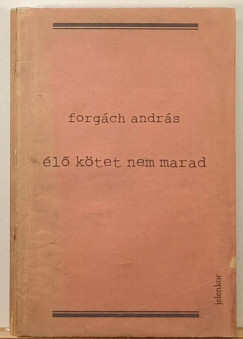 forgách andrás
élő kötet nem marad
jelenkor